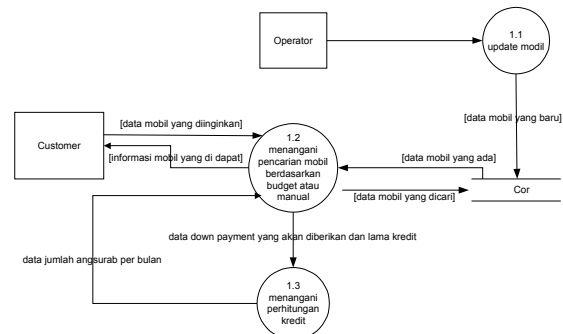 Operator
1.1
update modil
[data mobil yang baru]
Customer
[data mobil yang diinginkan]
[informasi mobil yang di dapat]
1.2
menangani
pencarian mobil
berdasarkan
budget atau
manual
[data mobil yang ada]
[data mobil yang dicari]
Cor
data down payment yang akan diberikan dan lama kredit
data jumlah angsurab per bulan
1.3
menangani
perhitungan
kredit